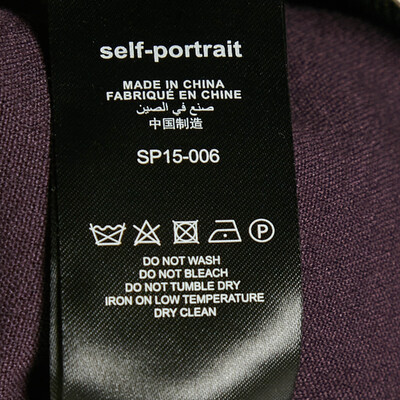 self-portrait
MADE IN CHINA
FABRIQUÉ EN CHINE
صنع في الصين
中国制造
SP15-006
P
DO NOT WASH
DO NOT BLEACH
DO NOT TUMBLE DRY
IRON ON LOW TEMPERATURE
DRY CLEAN